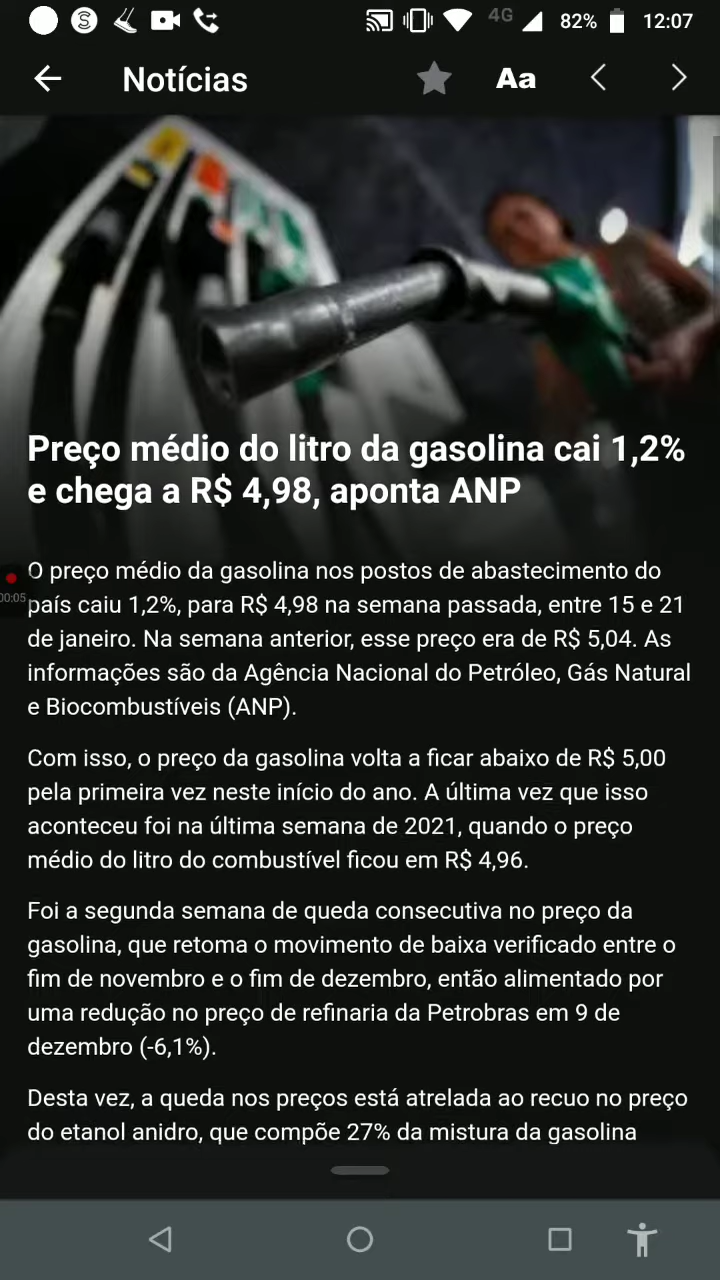 4G 82% 12:07
Notícias Aa
Preço médio do litro da gasolina cai 1,2%
e chega a R$ 4,98, aponta ANP
O preço médio da gasolina nos postos de abastecimento do
00:05
país caiu 1,2%, para R$ 4,98 na semana passada, entre 15 e 21
de janeiro. Na semana anterior, esse preço era de R$ 5,04. As
informações são da Agência Nacional do Petróleo, Gás Natural
e Biocombustíveis (ANP).
Com isso, o preço da gasolina volta a ficar abaixo de R$ 5,00
pela primeira vez neste início do ano. A última vez que isso
aconteceu foi na última semana de 2021, quando o preço
médio do litro do combustível ficou em R$ 4,96.
Foi a segunda semana de queda consecutiva no preço da
gasolina, que retoma o movimento de baixa verificado entre o
fim de novembro e o fim de dezembro, então alimentado por
uma redução no preço de refinaria da Petrobras em 9 de
dezembro (-6,1%).
Desta vez, a queda nos preços está atrelada ao recuo no preço
do etanol anidro, que compõe 27% da mistura da gasolina